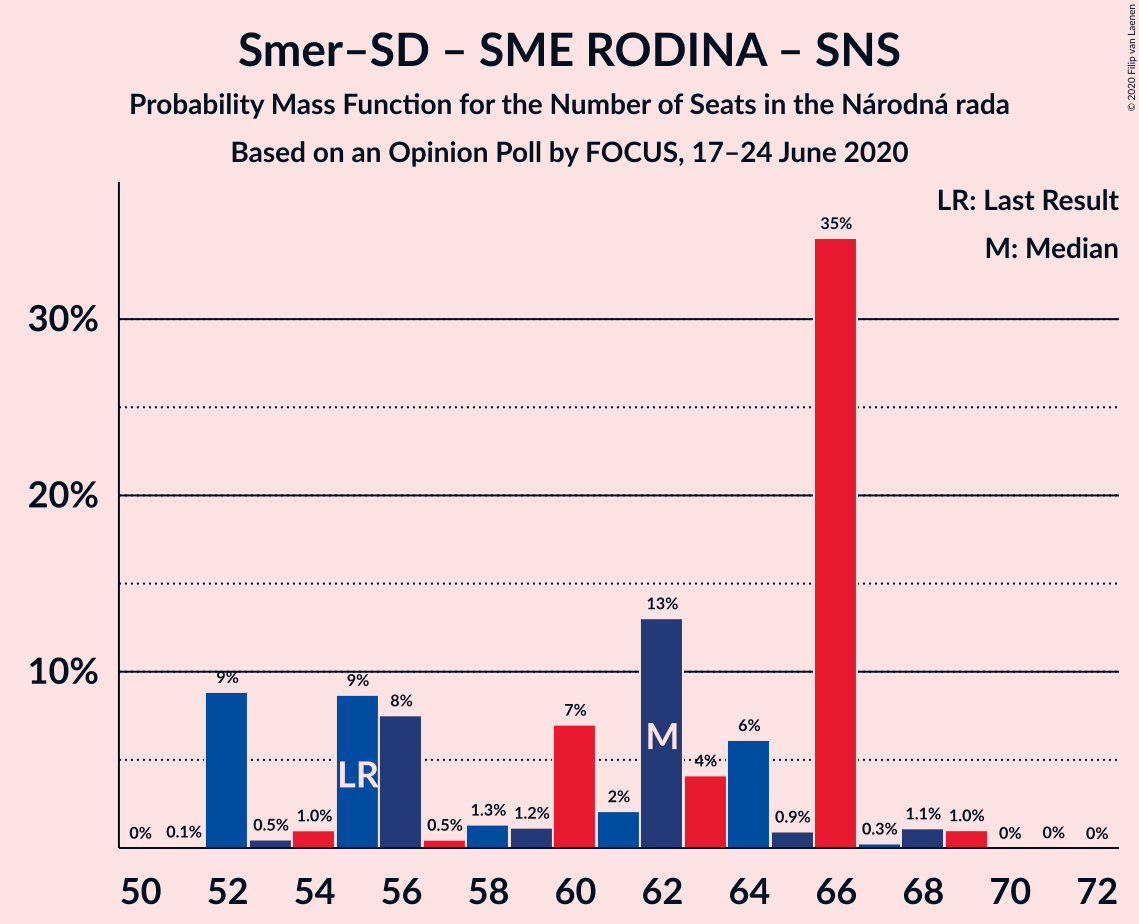 Smer–SD – SME RODINA – SNS
Probability Mass Function for the Number of Seats in the Národná rada
Based on an Opinion Poll by FOCUS, 17–24 June 2020
© 2020 Filip van Laenen
LR: Last Result
M: Median
30%
20%
10%
0%
0.1%
9%
0.5%
1.0%
9%
8%
0.5%
1.3%
1.2%
7%
2%
13%
4%
6%
0.9%
35%
0.3%
1.1%
1.0%
0%
0%
0%
LR
M
50 52 54 56 58 60 62 64 66 68 70 72